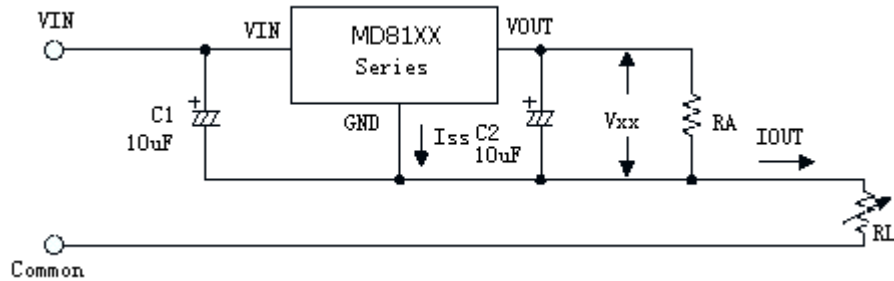 VIN
VIN
MD81XX
Series
VOUT
C1
10uF
GND
Iss
C2
10uF
Vxx
RA
IOUT
RL
Common